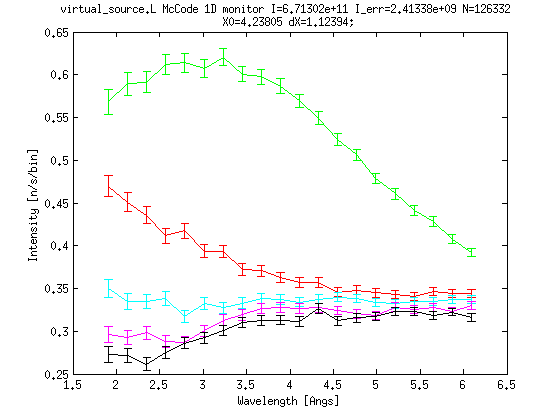 virtual_source.L McCode 1D monitor I=6.71302e+11 I_err=2.41338e+09 N=126332
X0=4.23805 dX=1.12394;
0.65
0.6
0.55
0.5
0.45
0.4
0.35
0.3
0.25
Intensity [n/s/bin]
1.5 2 2.5 3 3.5 4 4.5 5 5.5 6 6.5
Wavelength [Angs]